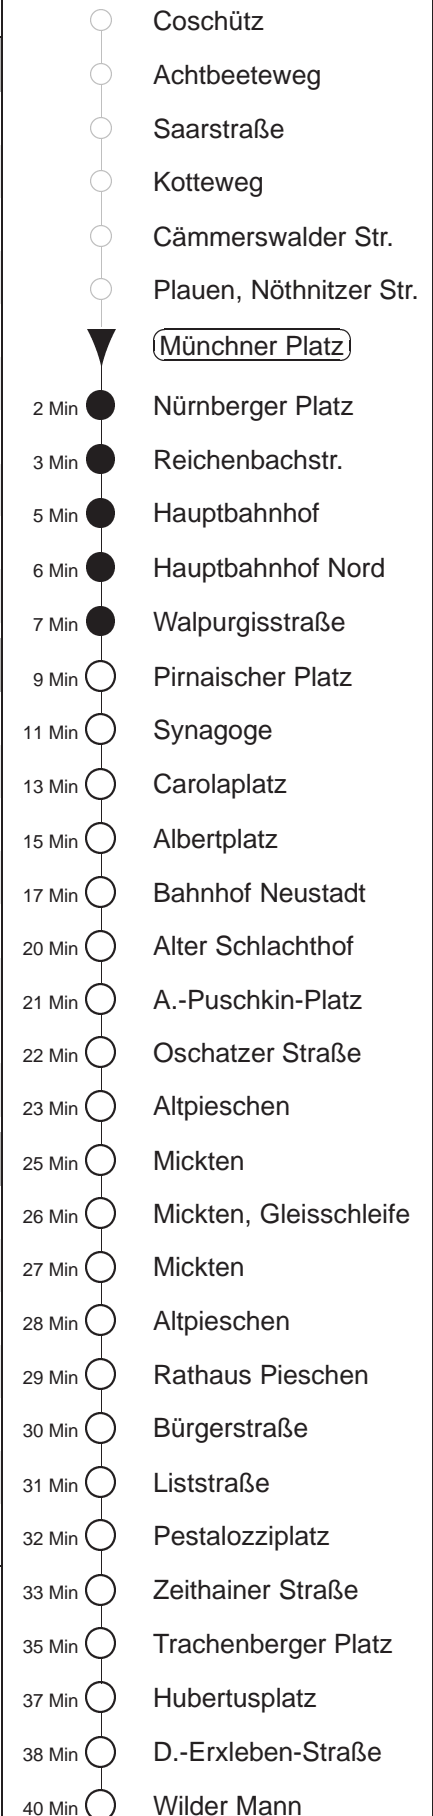 Coschütz
Achtbeeteweg
Saarstraße
Kotteweg
Cämmerswalder Str.
Plauen, Nöthnitzer Str.
Münchner Platz
2 Min Nürnberger Platz
3 Min Reichenbachstr.
5 Min Hauptbahnhof
6 Min Hauptbahnhof Nord
7 Min Walpurgisstraße
9 Min Pirnaischer Platz
11 Min Synagoge
13 Min Carolaplatz
15 Min Albertplatz
17 Min Bahnhof Neustadt
20 Min Alter Schlachthof
21 Min A.-Puschkin-Platz
22 Min Oschatzer Straße
23 Min Altpieschen
25 Min Mickten
26 Min Mickten, Gleisschleife
27 Min Mickten
28 Min Altpieschen
29 Min Rathaus Pieschen
30 Min Bürgerstraße
31 Min Liststraße
32 Min Pestalozziplatz
33 Min Zeithainer Straße
35 Min Trachenberger Platz
37 Min Hubertusplatz
38 Min D.-Erxleben-Straße
40 Min Wilder Mann